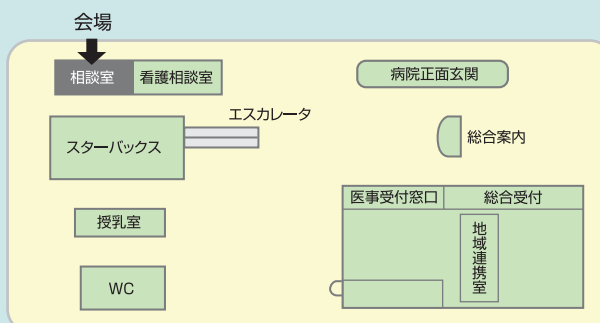 会場
相談室
看護相談室
病院正面玄関
エスカレータ
スターバックス
総合案内
医事受付窓口
総合受付
授乳室
地域連携室
WC